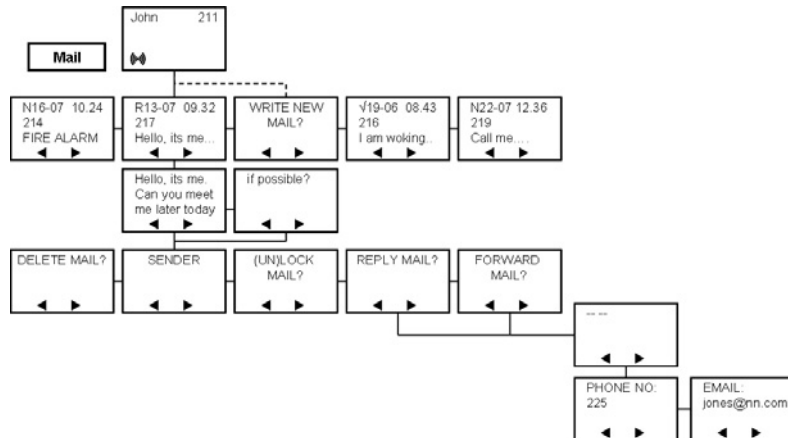 John 211
Mail
N16-07 10.24
214
FIRE ALARM
R13-07 09.32
217
Hello, its me...
WRITE NEW
MAIL?
√19-06 08.43
216
I am woking..
N22-07 12.36
219
Call me....
Hello, its me.
Can you meet
me later today
if possible?
DELETE MAIL?
SENDER
(UN)LOCK
MAIL?
REPLY MAIL?
FORWARD
MAIL?
-- --
PHONE NO:
225
EMAIL:
jones@nn.com